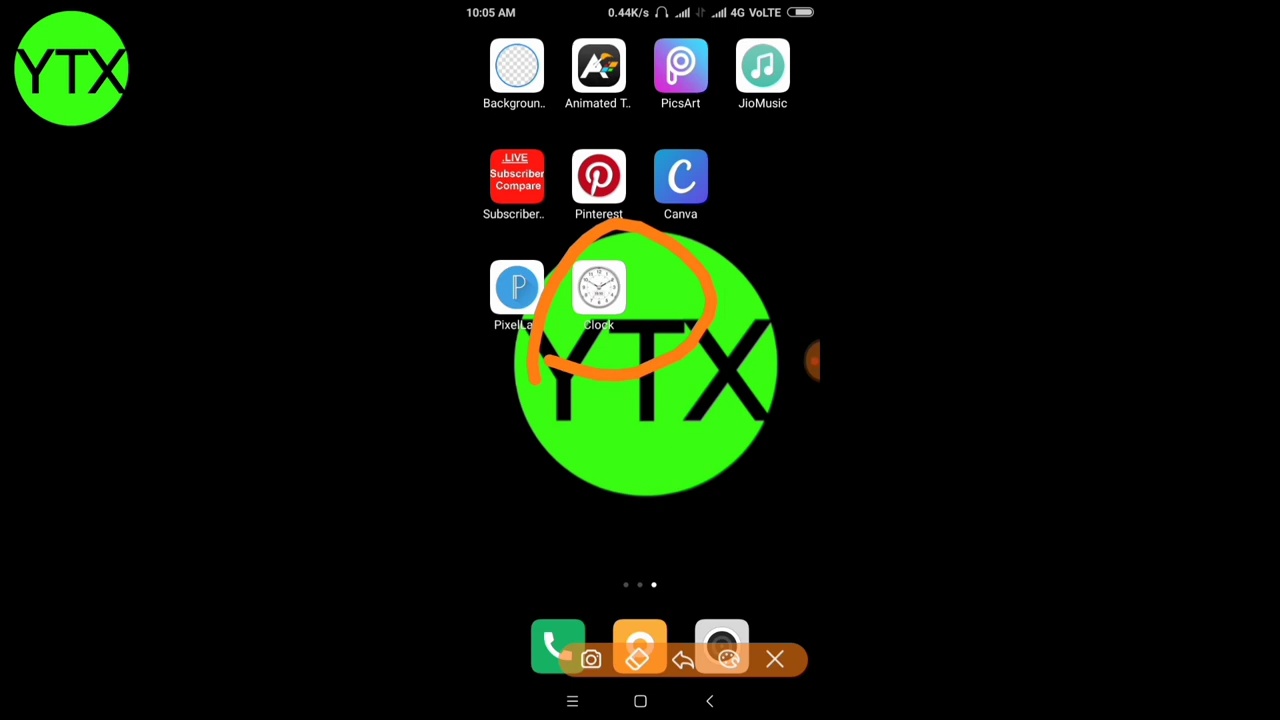 YTX
10:05 AM 0.44K/s 4G VoLTE
Backgroun.. Animated T.. PicsArt JioMusic
.LIVE
Subscriber
Compare
Subscriber.. Pinterest Canva
PixelLa Clock
YTX